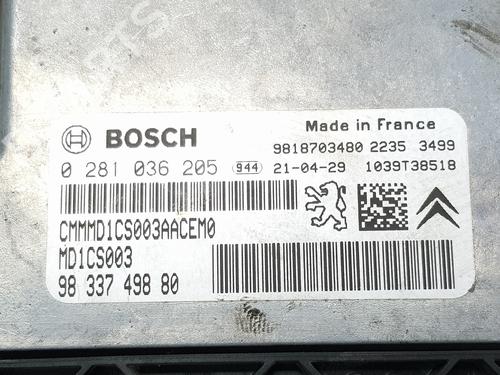 BOSCH
Made in France
9818703480 2235 3499
0 281 036 205 944 21-04-29 1039T38518
CMMMD1CS003AACEM0
MD1CS003
98 337 498 80